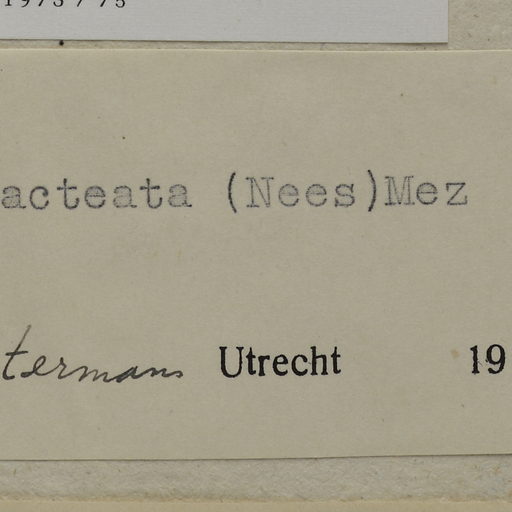 acteata (Nees)Mez
termans Utrecht 19